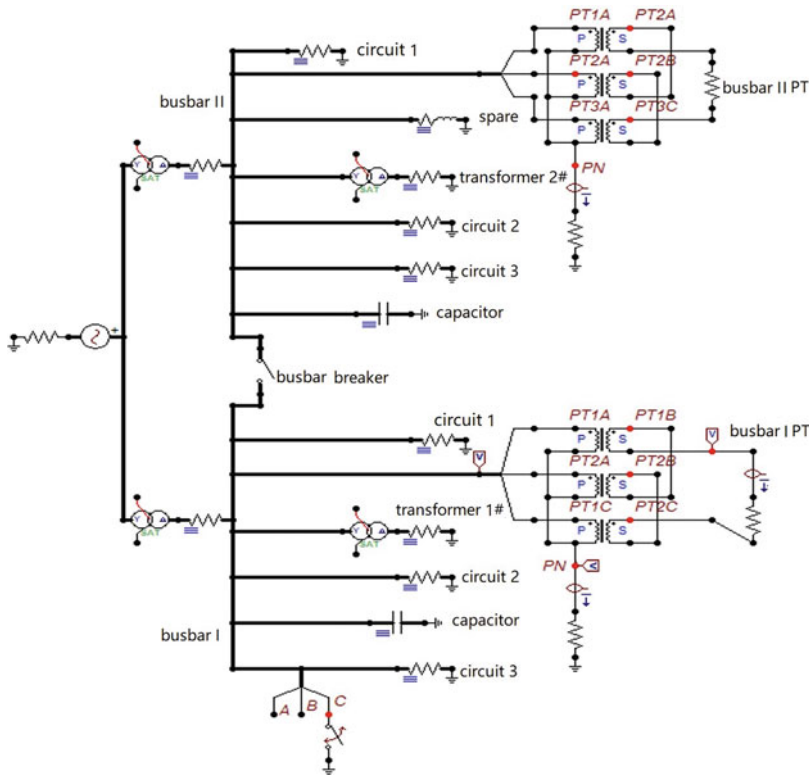 PT1A PT2A
P S
circuit 1
PT2A PT2B
P S
busbar II PT
busbar II
PT3A PT3C
P S
spare
PN
I
Y Δ
SAT
Y Δ
SAT
transformer 2#
circuit 2
circuit 3
capacitor
+
busbar breaker
circuit 1
PT1A PT1B
P S
V
busbar I PT
V
PT2A PT2B
P S
I
transformer 1#
PT1C PT2C
P S
Y Δ
SAT
Y Δ
SAT
PN
V
I
circuit 2
capacitor
busbar I
circuit 3
A B C